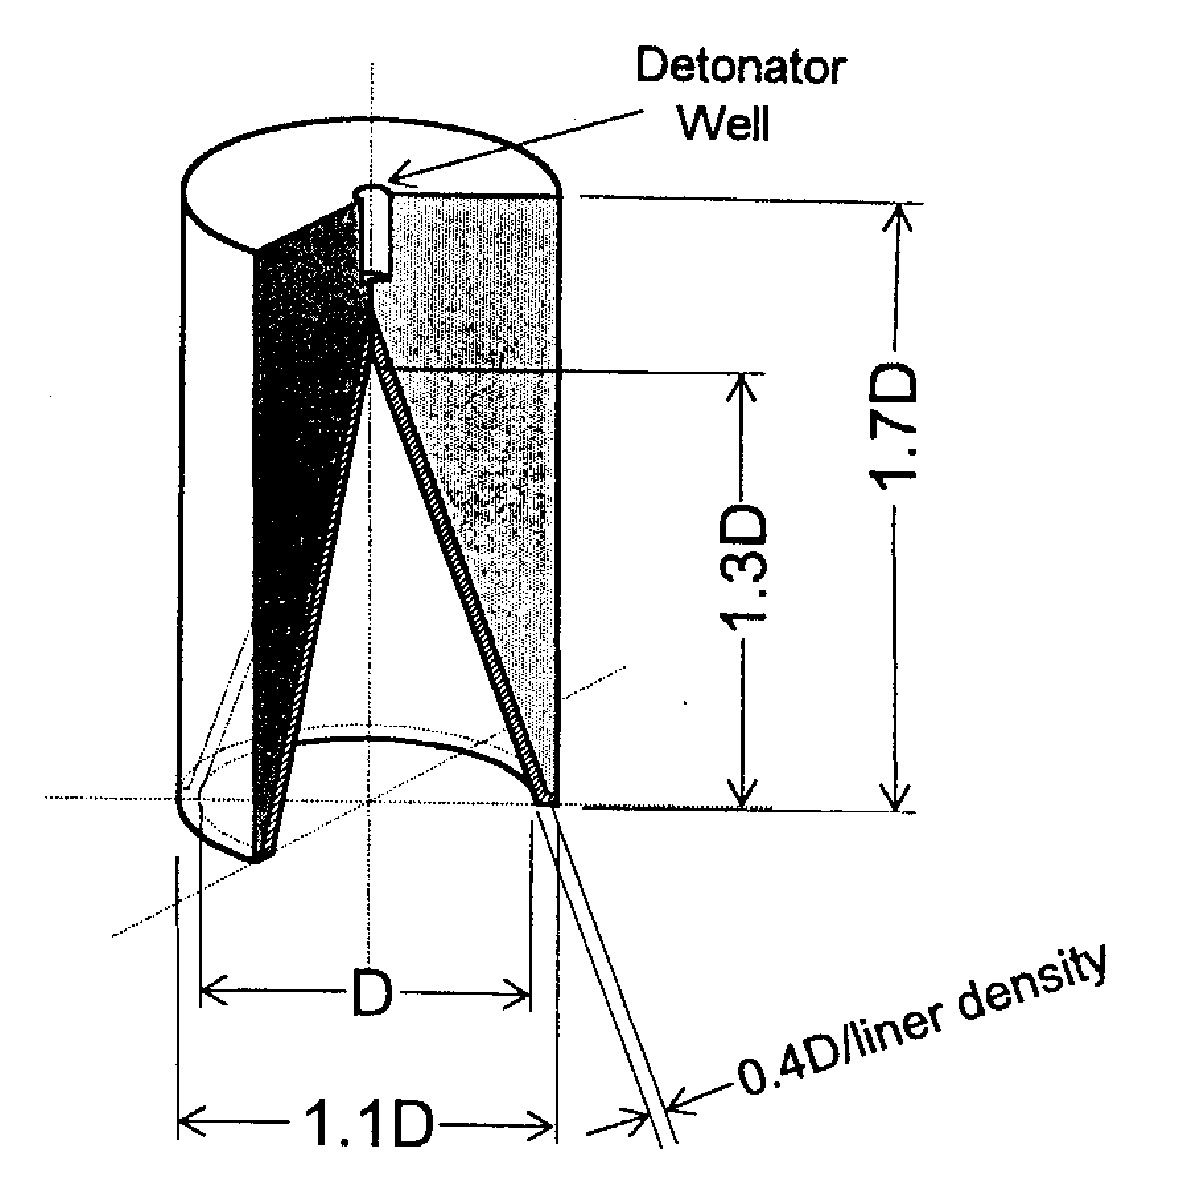 Detonator
Well
1.7D
1.3D
D
0.4D/liner density
1.1D